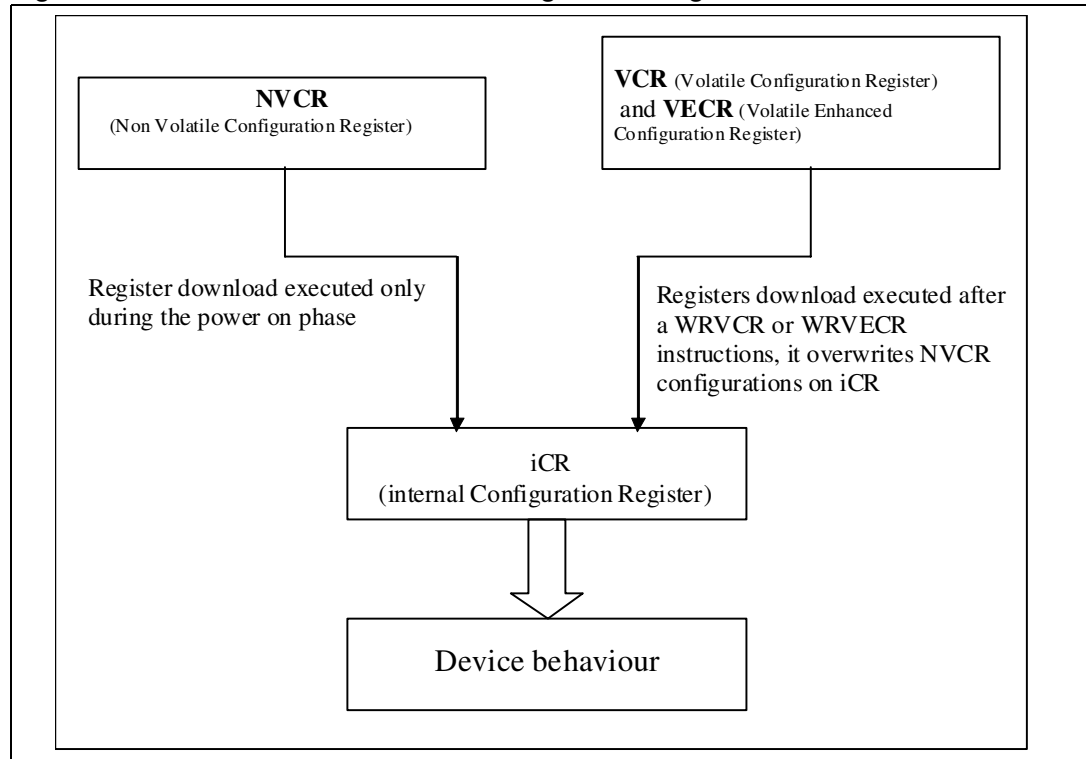 NVCR
(Non Volatile Configuration Register)
VCR (Volatile Configuration Register)
and VECR (Volatile Enhanced
Configuration Register)
Register download executed only
during the power on phase
Registers download executed after
a WRVCR or WRVECR
instructions, it overwrites NVCR
configurations on iCR
iCR
(internal Configuration Register)
Device behaviour